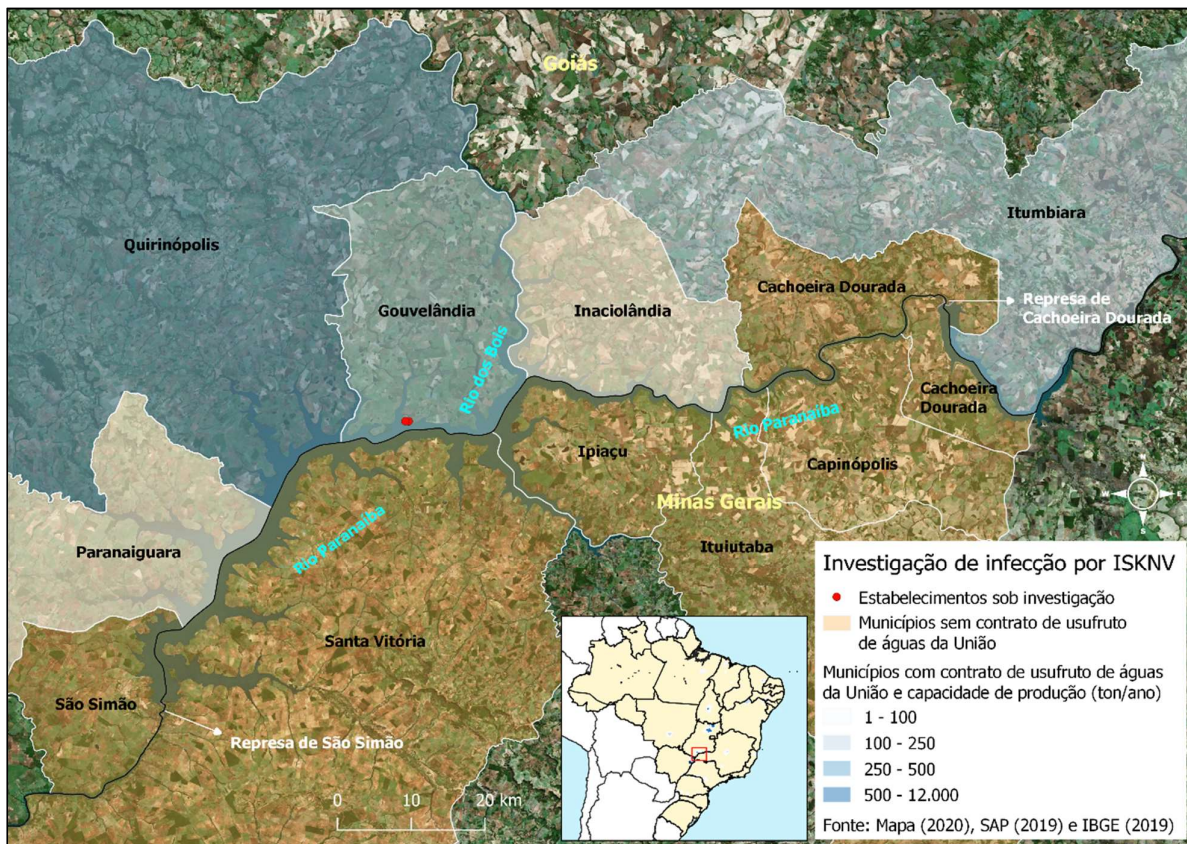 Goiás
Itumbiara
Quirinópolis
Cachoeira Dourada
Gouvelândia
Inaciolândia
Represa de
Cachoeira Dourada
Rio dos Bois
Cachoeira
Dourada
Rio Paranaíba
Ipiaçu
Capinópolis
Minas Gerais
Ituiutaba
Paranaiguara
Rio Paranaíba
Santa Vitória
São Simão
Represa de São Simão
0 10 20 km
N
S
Investigação de infecção por ISKNV
Estabelecimentos sob investigação
Municípios sem contrato de usufruto
de águas da União
Municípios com contrato de usufruto de águas
da União e capacidade de produção (ton/ano)
1 - 100
100 - 250
250 - 500
500 - 12.000
Fonte: Mapa (2020), SAP (2019) e IBGE (2019)